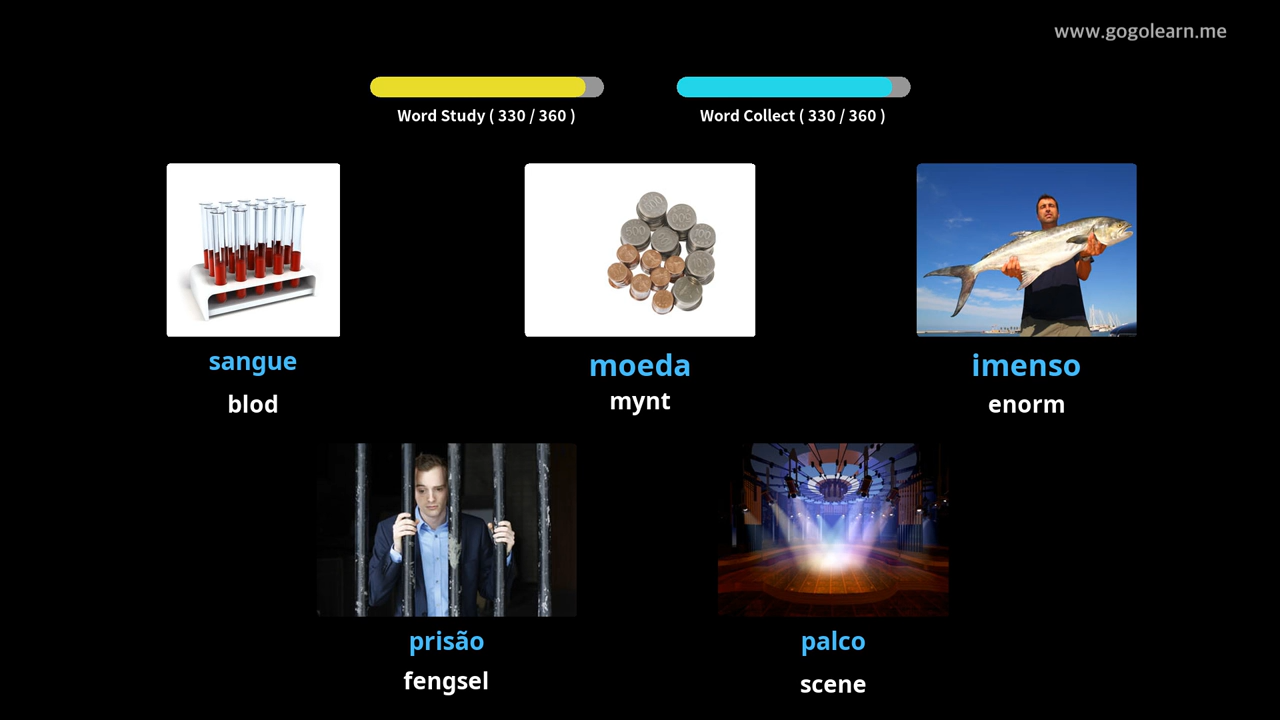 www.gogolearn.me
Word Study ( 330 / 360 )
Word Collect ( 330 / 360 )
sangue
blod
moeda
mynt
imenso
enorm
prisão
fengsel
palco
scene